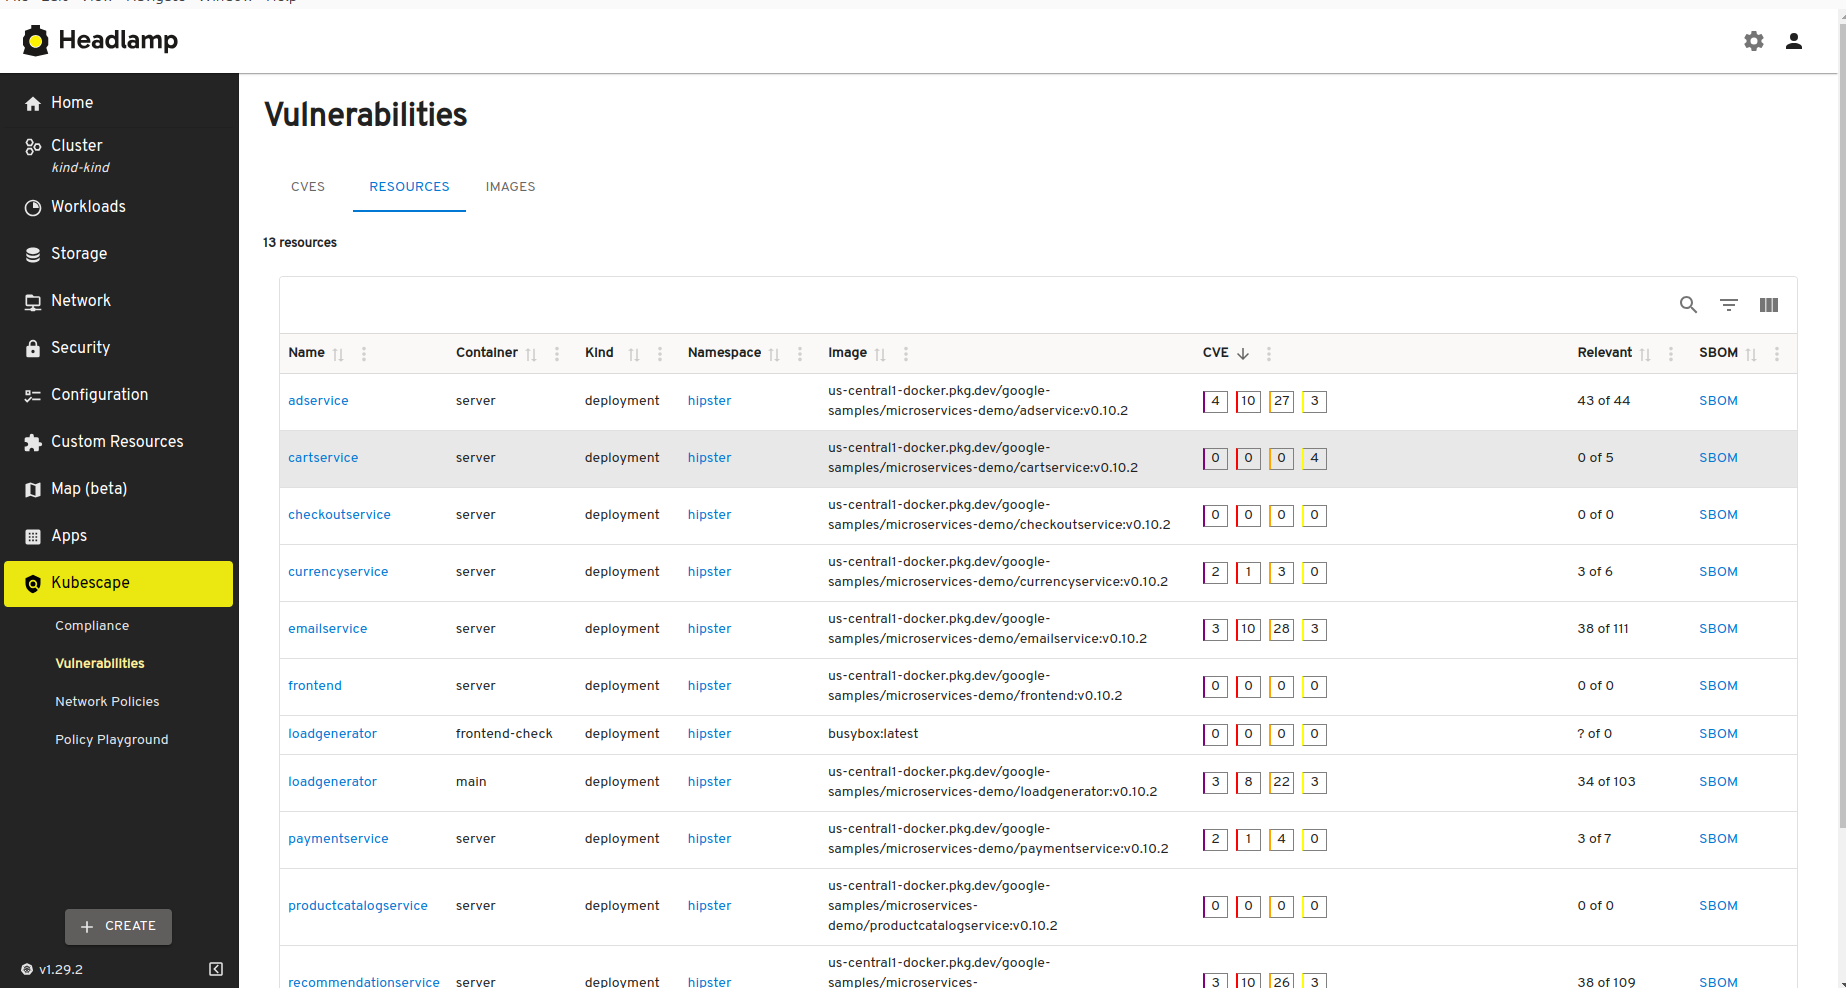 Headlamp
Home
Cluster
kind-kind
Workloads
Storage
Network
Security
Configuration
Custom Resources
Map (beta)
Apps
Kubescape
Compliance
Vulnerabilities
Network Policies
Policy Playground
CREATE
v1.29.2
Vulnerabilities
CVES RESOURCES IMAGES
13 resources
Name Container Kind Namespace Image CVE Relevant SBOM
adservice server deployment hipster us-central1-docker.pkg.dev/google-
samples/microservices-demo/adservice:v0.10.2 4 10 27 3 43 of 44 SBOM
cartservice server deployment hipster us-central1-docker.pkg.dev/google-
samples/microservices-demo/cartservice:v0.10.2 0 0 0 4 0 of 5 SBOM
checkoutservice server deployment hipster us-central1-docker.pkg.dev/google-
samples/microservices-demo/checkoutservice:v0.10.2 0 0 0 0 0 of 0 SBOM
currencyservice server deployment hipster us-central1-docker.pkg.dev/google-
samples/microservices-demo/currencyservice:v0.10.2 2 1 3 0 3 of 6 SBOM
emailservice server deployment hipster us-central1-docker.pkg.dev/google-
samples/microservices-demo/emailservice:v0.10.2 3 10 28 3 38 of 111 SBOM
frontend server deployment hipster us-central1-docker.pkg.dev/google-
samples/microservices-demo/frontend:v0.10.2 0 0 0 0 0 of 0 SBOM
loadgenerator frontend-check deployment hipster busybox:latest 0 0 0 0 ? of 0 SBOM
loadgenerator main deployment hipster us-central1-docker.pkg.dev/google-
samples/microservices-demo/loadgenerator:v0.10.2 3 8 22 3 34 of 103 SBOM
paymentservice server deployment hipster us-central1-docker.pkg.dev/google-
samples/microservices-demo/paymentservice:v0.10.2 2 1 4 0 3 of 7 SBOM
productcatalogservice server deployment hipster us-central1-docker.pkg.dev/google-
samples/microservices-
demo/productcatalogservice:v0.10.2 0 0 0 0 0 of 0 SBOM
recommendationservice server deployment hipster us-central1-docker.pkg.dev/google-
samples/microservices- 3 10 26 3 38 of 109 SBOM